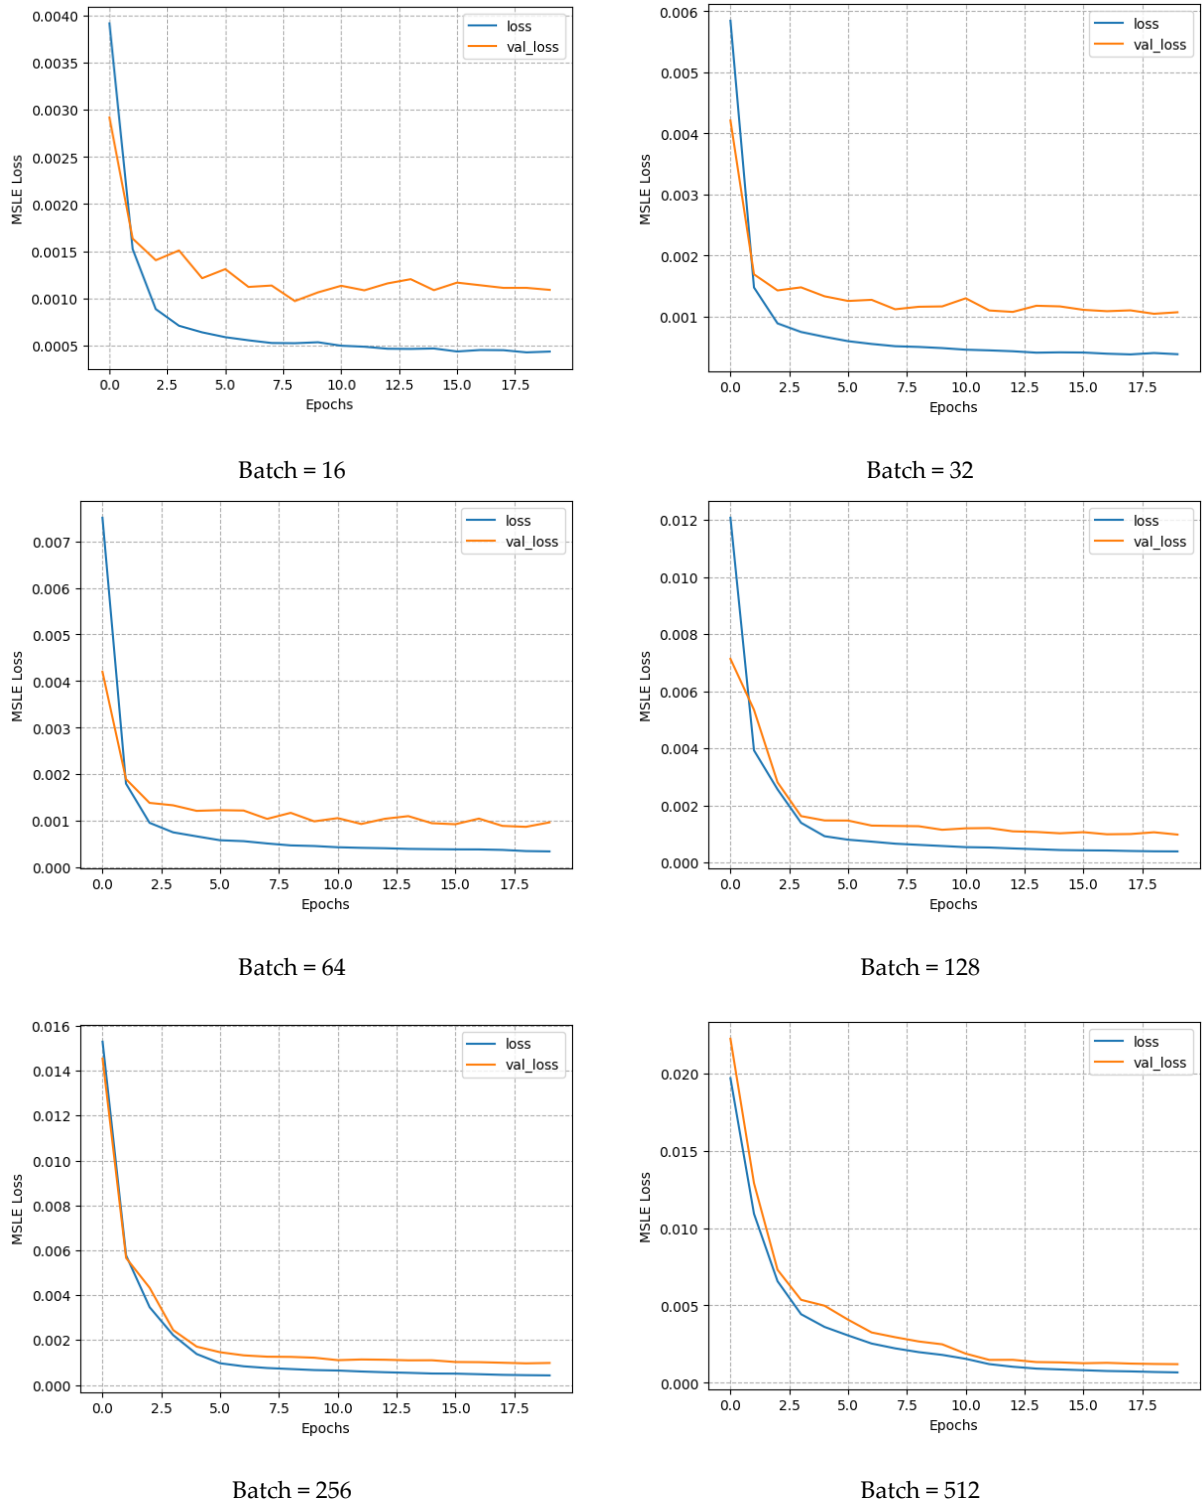 0.0040
0.0035
0.0030
0.0025
0.0020
0.0015
0.0010
0.0005
MSLE Loss
loss
val_loss
0.0 2.5 5.0 7.5 10.0 12.5 15.0 17.5
Epochs
Batch = 16
0.006
0.005
0.004
0.003
0.002
0.001
MSLE Loss
loss
val_loss
0.0 2.5 5.0 7.5 10.0 12.5 15.0 17.5
Epochs
Batch = 32
0.007
0.006
0.005
0.004
0.003
0.002
0.001
0.000
MSLE Loss
loss
val_loss
0.0 2.5 5.0 7.5 10.0 12.5 15.0 17.5
Epochs
Batch = 64
0.012
0.010
0.008
0.006
0.004
0.002
0.000
MSLE Loss
loss
val_loss
0.0 2.5 5.0 7.5 10.0 12.5 15.0 17.5
Epochs
Batch = 128
0.016
0.014
0.012
0.010
0.008
0.006
0.004
0.002
0.000
MSLE Loss
loss
val_loss
0.0 2.5 5.0 7.5 10.0 12.5 15.0 17.5
Epochs
Batch = 256
0.020
0.015
0.010
0.005
0.000
MSLE Loss
loss
val_loss
0.0 2.5 5.0 7.5 10.0 12.5 15.0 17.5
Epochs
Batch = 512